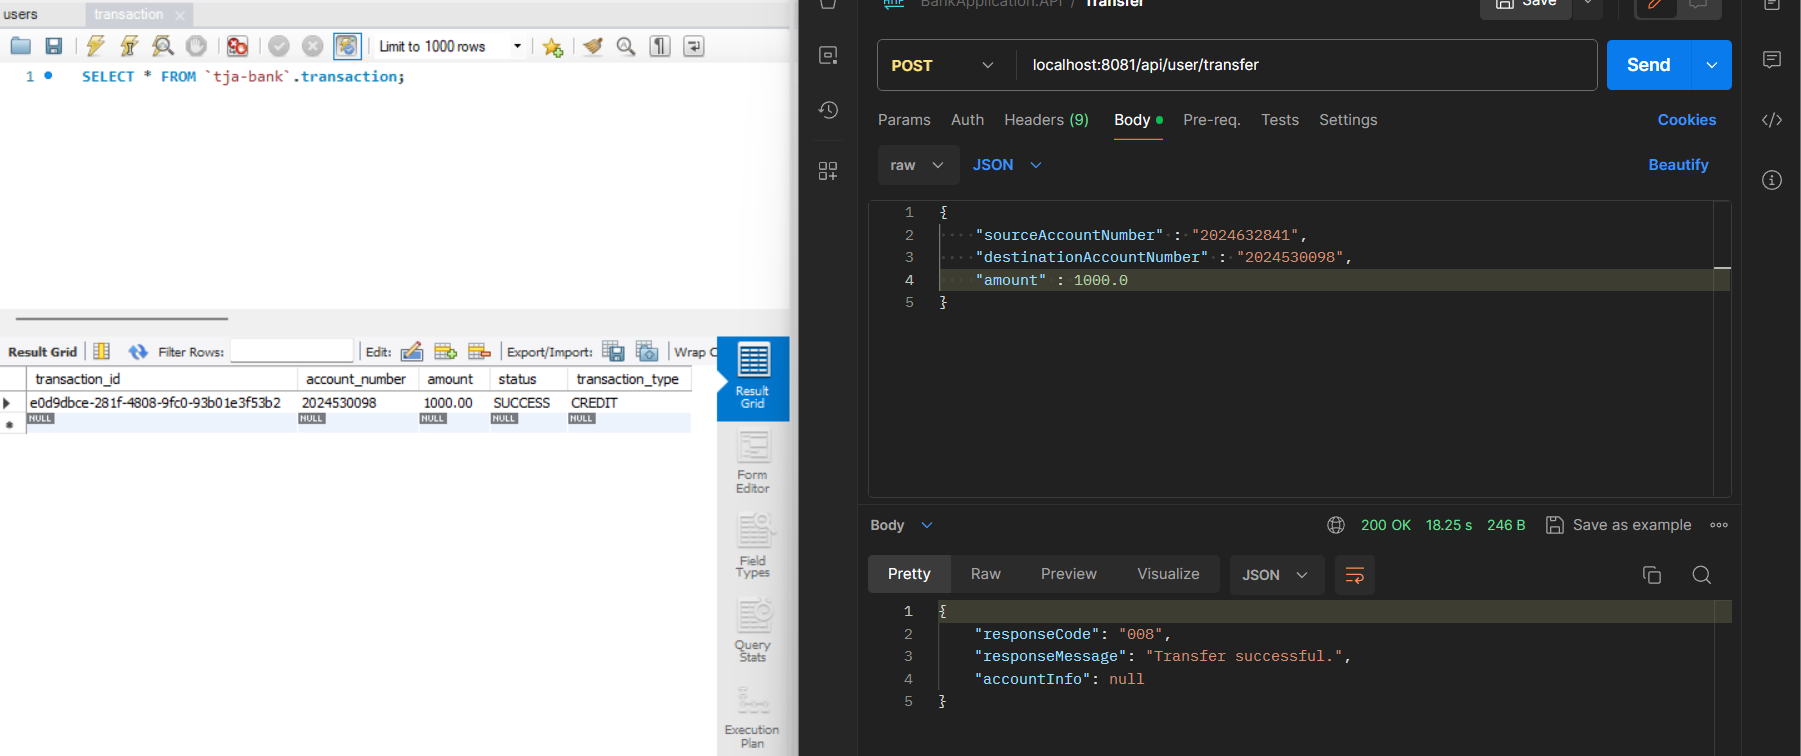 users
transaction
Limit to 1000 rows
1 SELECT * FROM `tja-bank`.transaction;
Result Grid Filter Rows: Edit: Export/Import: Wrap C
transaction_id account_number amount status transaction_type
e0d9dbce-281f-4808-9fc0-93b01e3f53b2 2024530098 1000.00 SUCCESS CREDIT
NULL NULL NULL NULL NULL
Result
Grid
Form
Editor
Field
Types
Query
Stats
Execution
Plan
HTTP BankApplication.API / Transfer Save
POST localhost:8081/api/user/transfer Send
Params Auth Headers (9) Body Pre-req. Tests Settings Cookies
raw JSON Beautify
1 {
2 "sourceAccountNumber" : "2024632841",
3 "destinationAccountNumber" : "2024530098",
4 "amount" : 1000.0
5 }
Body 200 OK 18.25 s 246 B Save as example
Pretty Raw Preview Visualize JSON
1 {
2 "responseCode": "008",
3 "responseMessage": "Transfer successful.",
4 "accountInfo": null
5 }